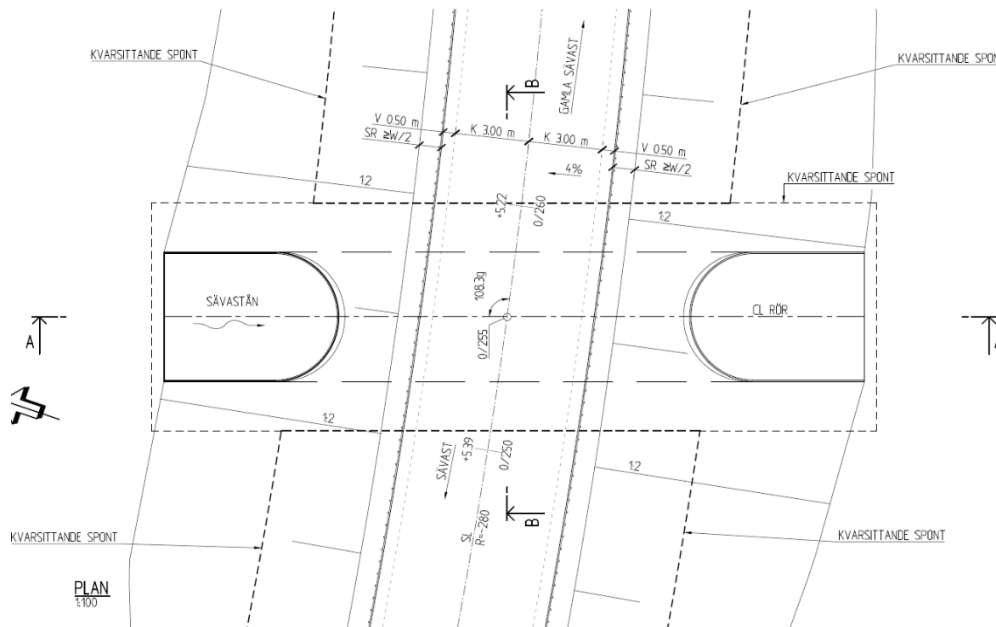 KVARSITTANDE SPONT
GAMLA SÄVAST
B
KVARSITTANDE SPON
V 0.50 m
K 3.00 m
K 3.00 m
V 0.50 m
SR ≥W/2
SR ≥W/2
4%
KVARSITTANDE SPONT
1:2
+5.22
0/260
1:2
108.3g
SÄVASTÅN
CL RÖR
A
0/255
A
1:2
SÄVAST
+5.39
0/250
1:2
B
R=-280
KVARSITTANDE SPONT
KVARSITTANDE SPONT
PLAN
1:100